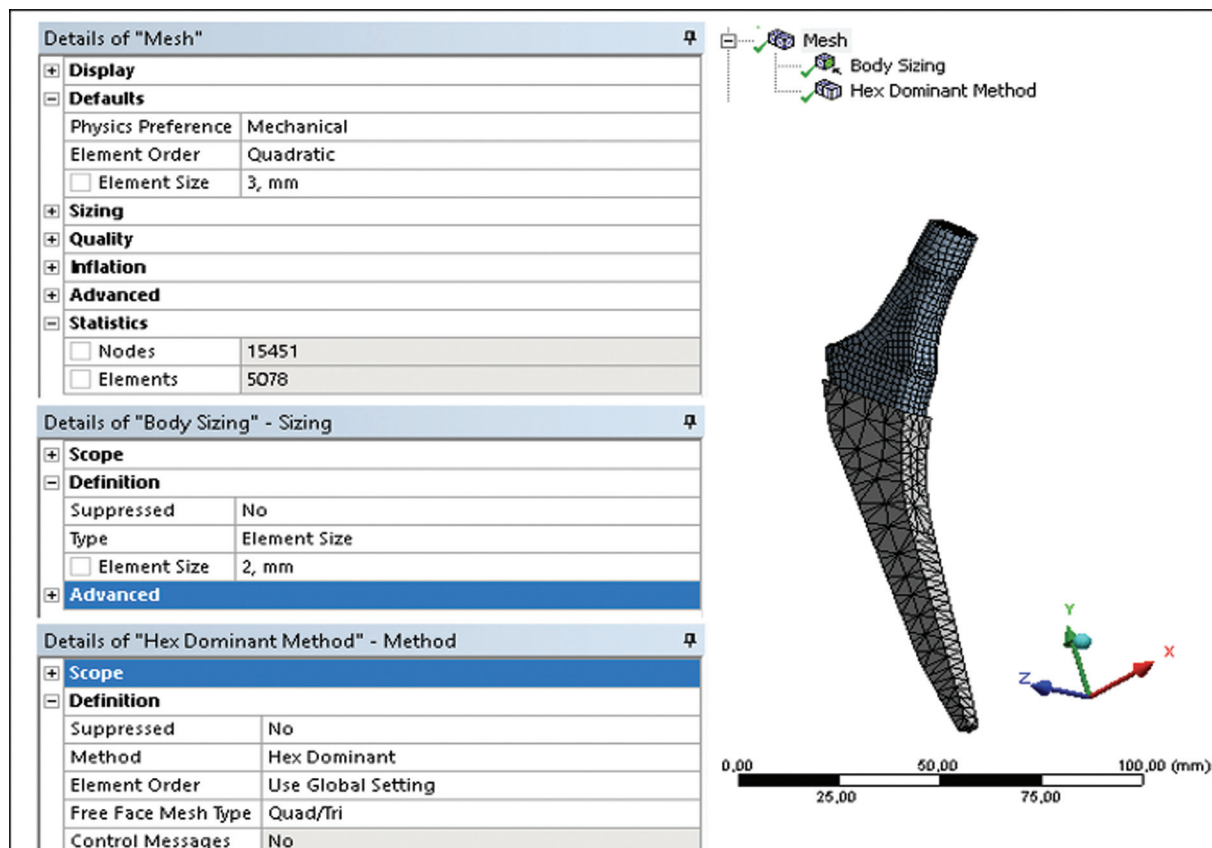 Details of "Mesh"
Display
Defaults
Physics Preference Mechanical
Element Order Quadratic
Element Size 3, mm
Sizing
Quality
Inflation
Advanced
Statistics
Nodes 15451
Elements 5078
Details of "Body Sizing" - Sizing
Scope
Definition
Suppressed No
Type Element Size
Element Size 2, mm
Advanced
Details of "Hex Dominant Method" - Method
Scope
Definition
Suppressed No
Method Hex Dominant
Element Order Use Global Setting
Free Face Mesh Type Quad/Tri
Control Messages No
Mesh
Body Sizing
Hex Dominant Method
Y
X
Z
0,00 50,00 100,00 (mm)
25,00 75,00